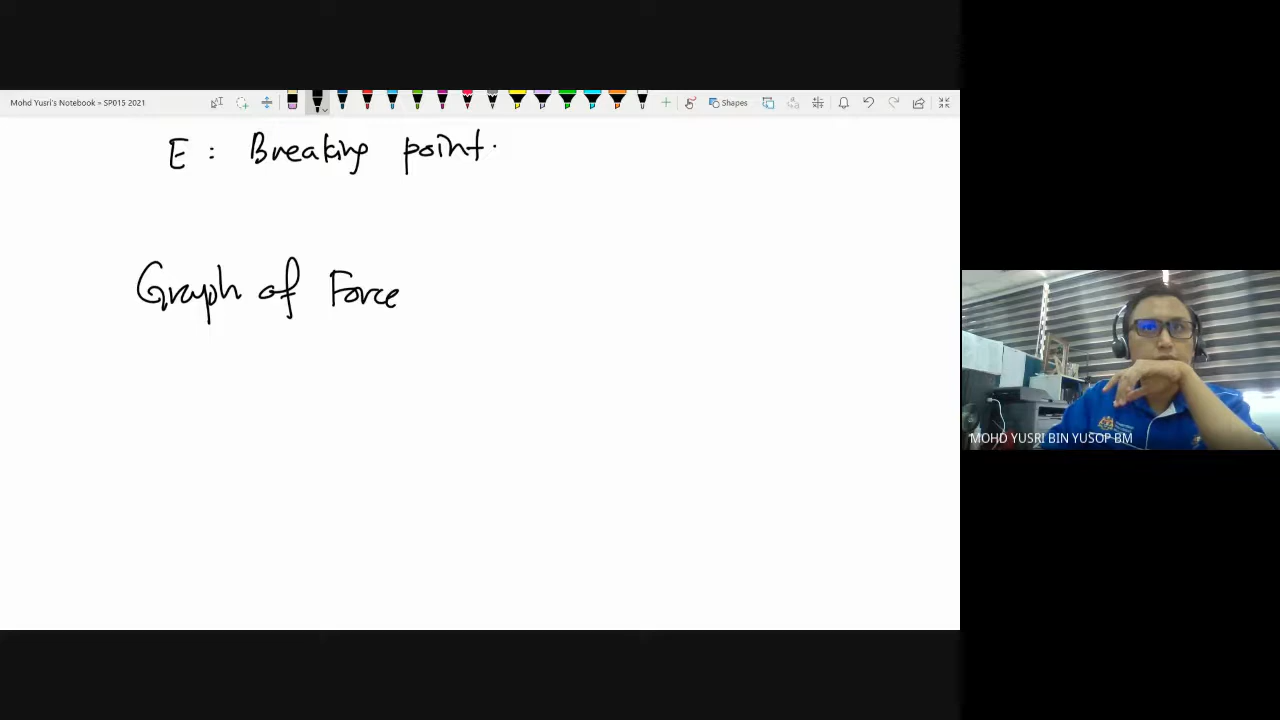 Mohd Yusri's Notebook » SP015 2021
Shapes
E : Breaking point.
Graph of Force
MOHD YUSRI BIN YUSOP BM